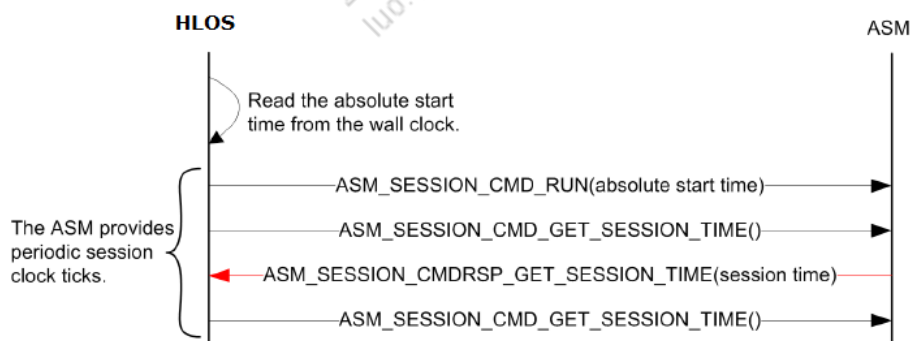 HLOS
ASM
Read the absolute start
time from the wall clock.
ASM_SESSION_CMD_RUN(absolute start time)
The ASM provides
periodic session
clock ticks.
ASM_SESSION_CMD_GET_SESSION_TIME()
ASM_SESSION_CMDRSP_GET_SESSION_TIME(session time)
ASM_SESSION_CMD_GET_SESSION_TIME()